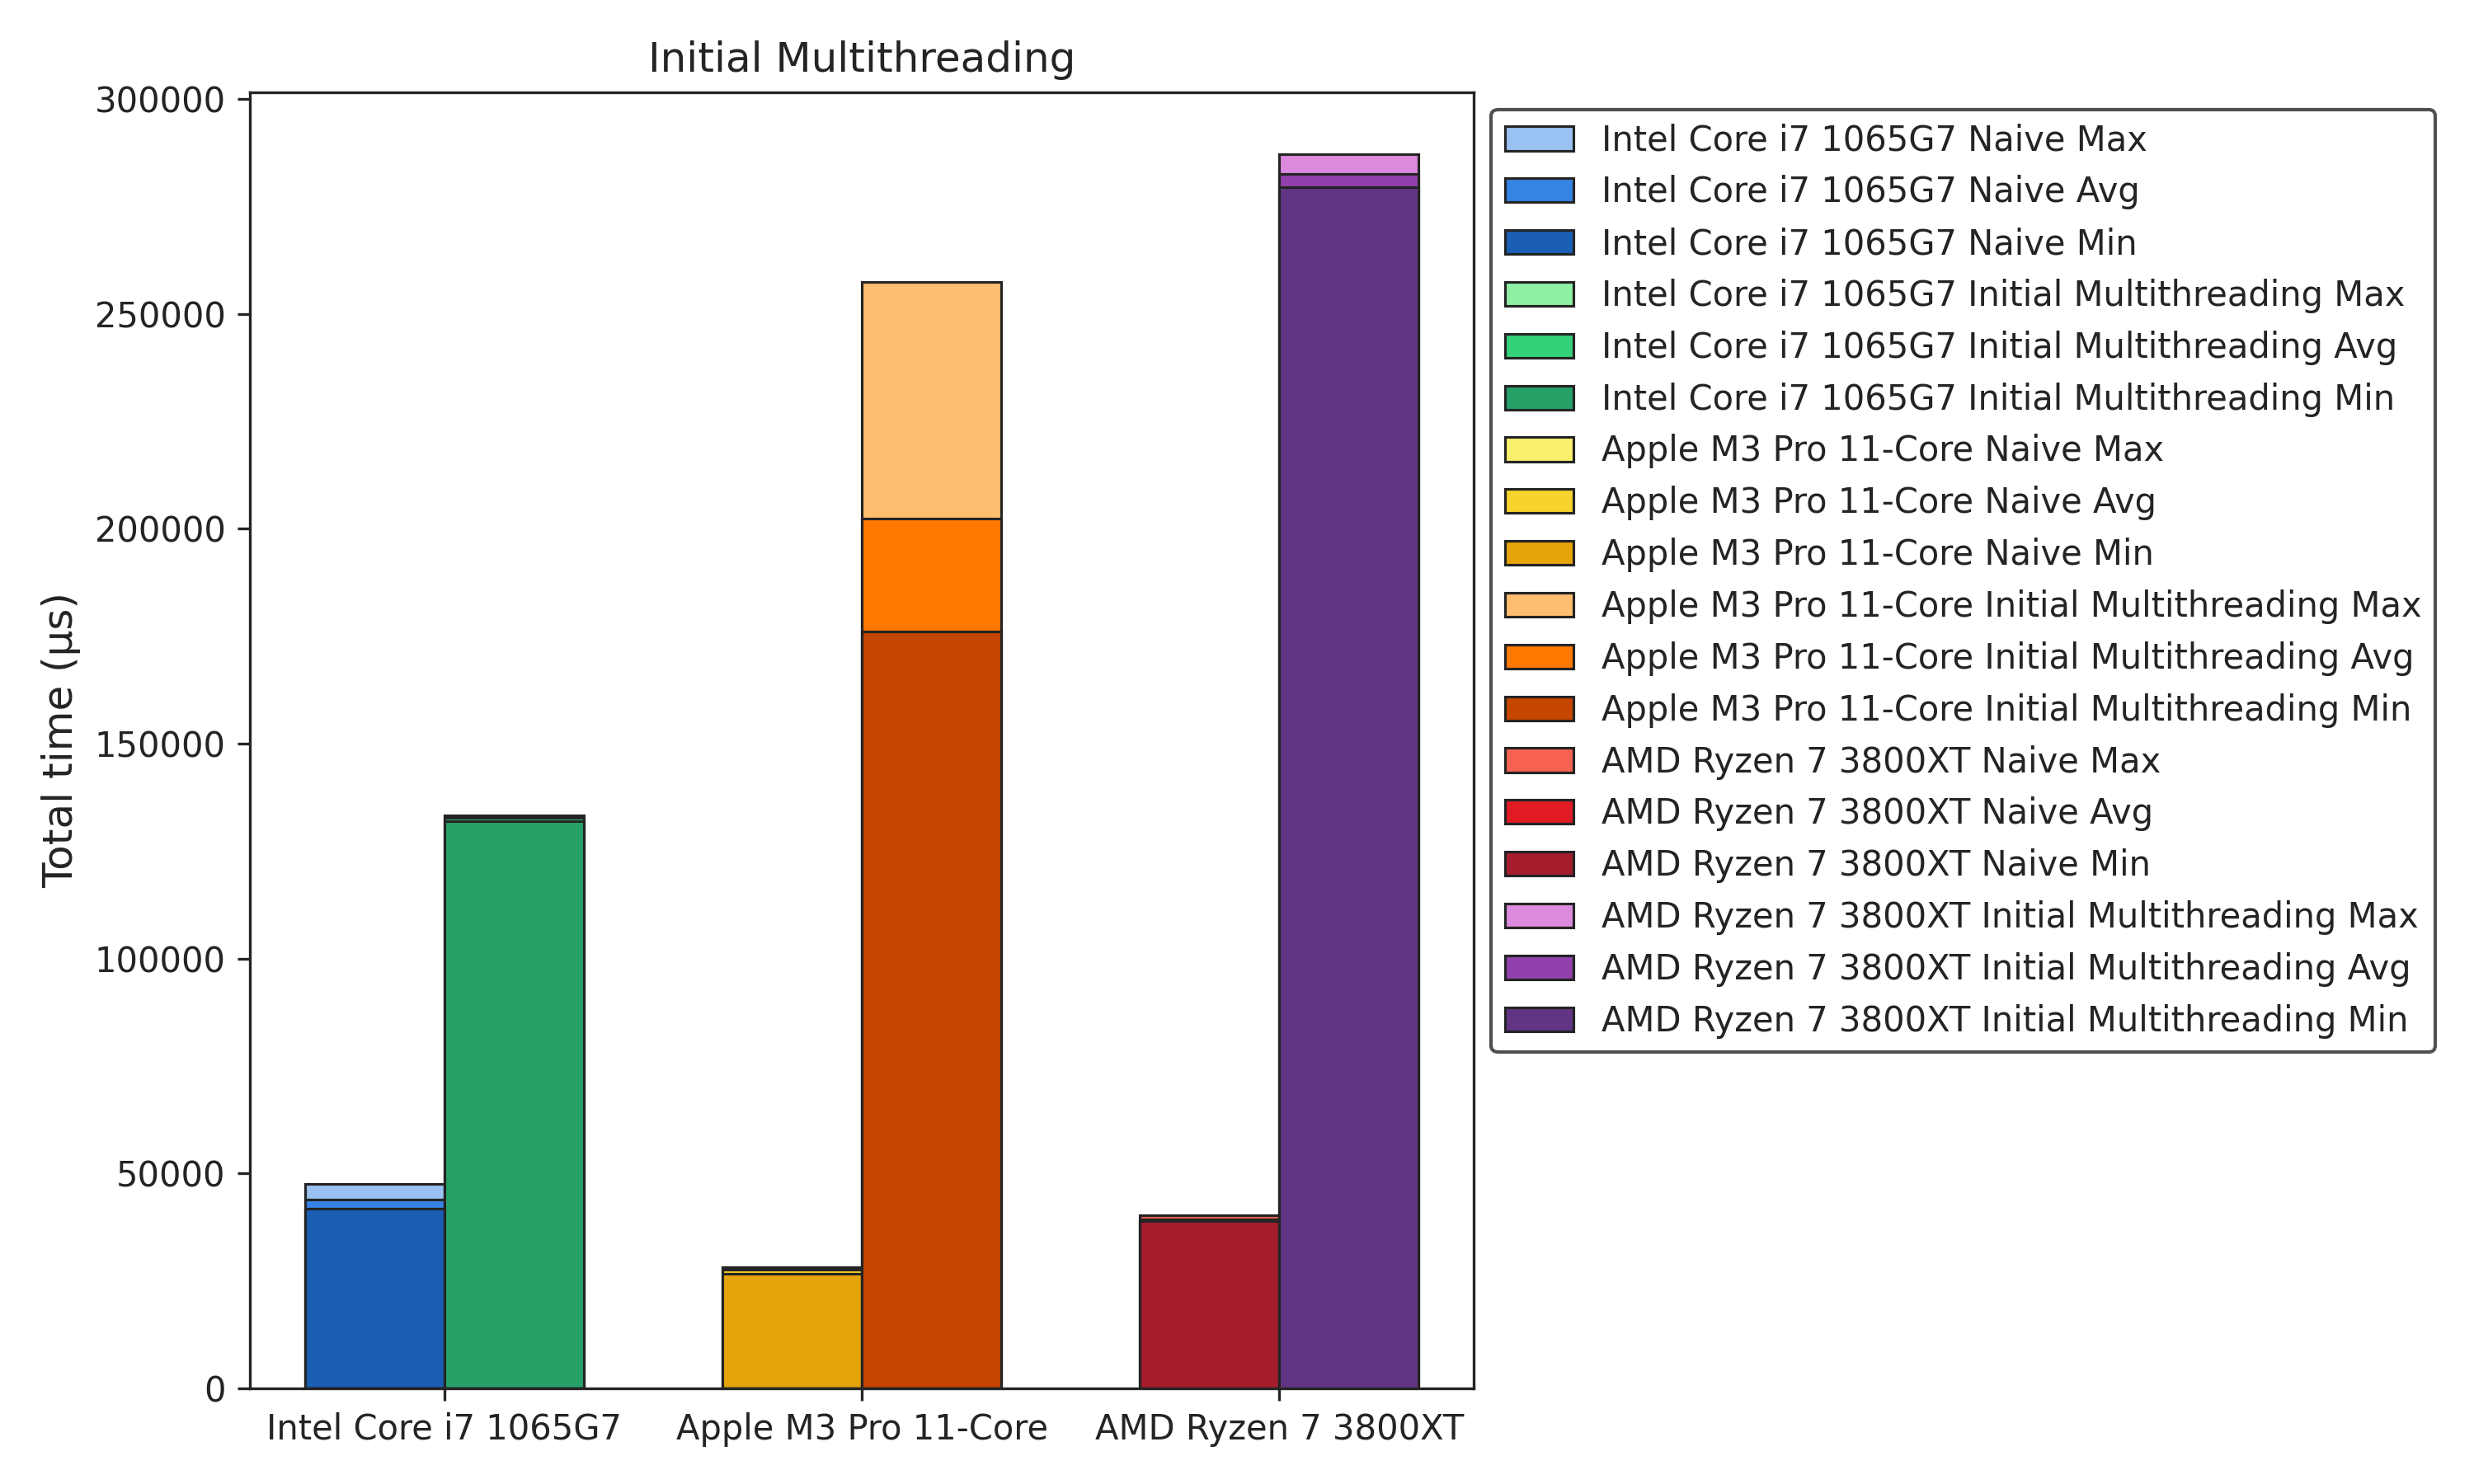 Initial Multithreading
Total time (µs)
300000
250000
200000
150000
100000
50000
0
Intel Core i7 1065G7
Apple M3 Pro 11-Core
AMD Ryzen 7 3800XT
Intel Core i7 1065G7 Naive Max
Intel Core i7 1065G7 Naive Avg
Intel Core i7 1065G7 Naive Min
Intel Core i7 1065G7 Initial Multithreading Max
Intel Core i7 1065G7 Initial Multithreading Avg
Intel Core i7 1065G7 Initial Multithreading Min
Apple M3 Pro 11-Core Naive Max
Apple M3 Pro 11-Core Naive Avg
Apple M3 Pro 11-Core Naive Min
Apple M3 Pro 11-Core Initial Multithreading Max
Apple M3 Pro 11-Core Initial Multithreading Avg
Apple M3 Pro 11-Core Initial Multithreading Min
AMD Ryzen 7 3800XT Naive Max
AMD Ryzen 7 3800XT Naive Avg
AMD Ryzen 7 3800XT Naive Min
AMD Ryzen 7 3800XT Initial Multithreading Max
AMD Ryzen 7 3800XT Initial Multithreading Avg
AMD Ryzen 7 3800XT Initial Multithreading Min